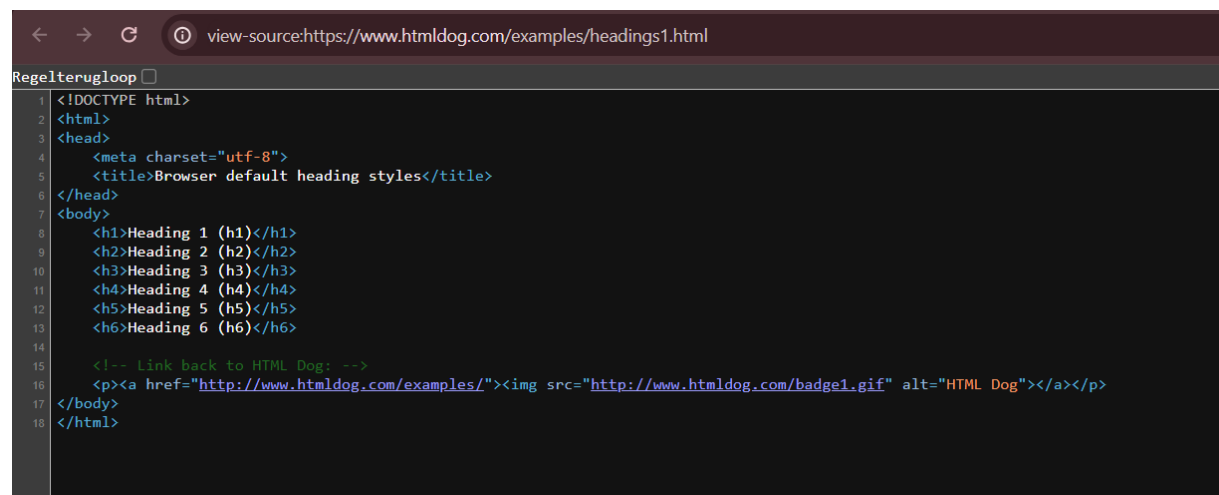 view-source:https://www.htmldog.com/examples/headings1.html
Regelterugloop
1 <!DOCTYPE html>
2 <html>
3 <head>
4     <meta charset="utf-8">
5     <title>Browser default heading styles</title>
6 </head>
7 <body>
8     <h1>Heading 1 (h1)</h1>
9     <h2>Heading 2 (h2)</h2>
10     <h3>Heading 3 (h3)</h3>
11     <h4>Heading 4 (h4)</h4>
12     <h5>Heading 5 (h5)</h5>
13     <h6>Heading 6 (h6)</h6>
14
15     <!-- Link back to HTML Dog: -->
16     <p><a href="http://www.htmldog.com/examples/"><img src="http://www.htmldog.com/badge1.gif" alt="HTML Dog"></a></p>
17 </body>
18 </html>